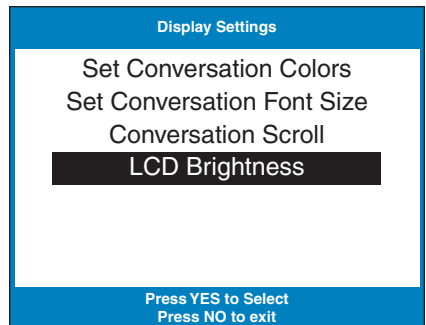 Display Settings
Set Conversation Colors
Set Conversation Font Size
Conversation Scroll
LCD Brightness
Press YES to Select
Press NO to exit